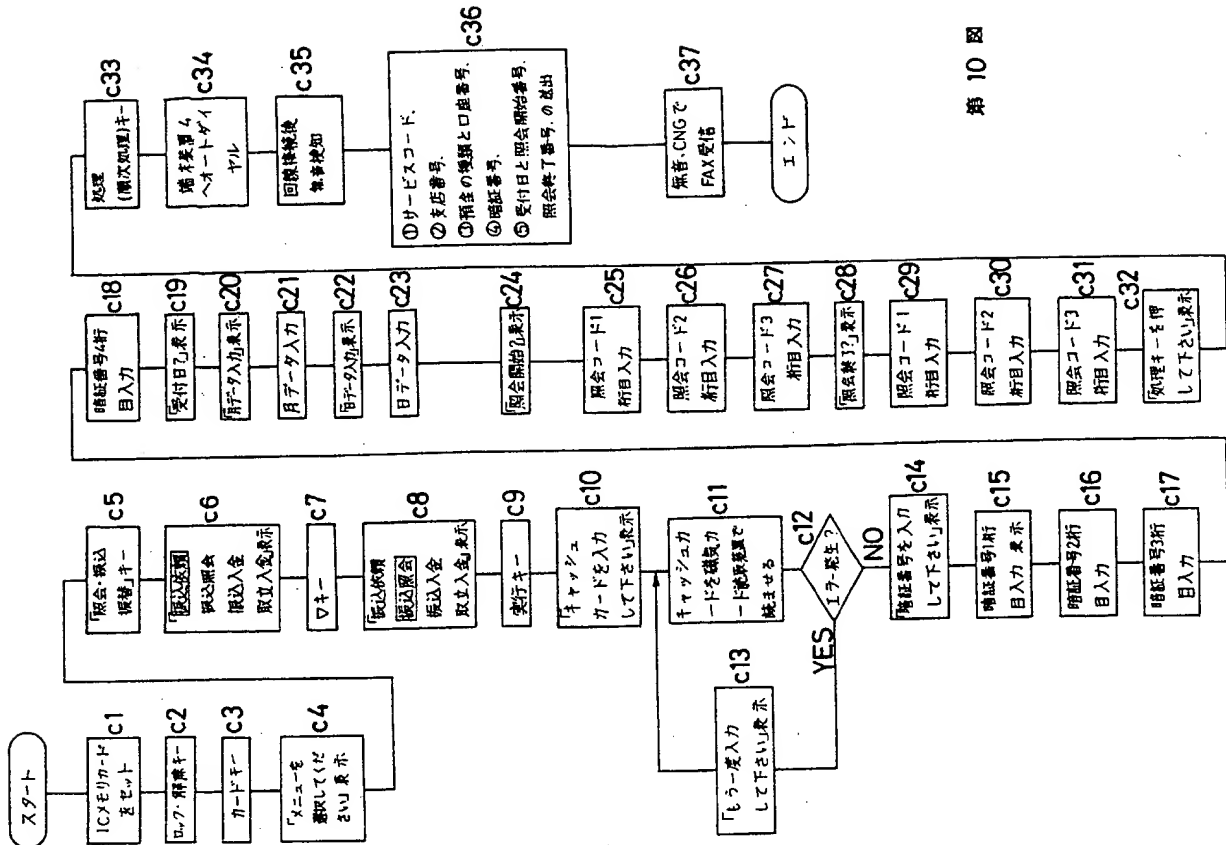 スタート
ICメモリカード
をセット
c1
ロック・解除キー
c2
カードキー
c3
「メニューを
選択してくだ
さい」表示
c4
「照会・振込
振替」キー
c5
「振込依頼
振込照会
振込入金
取立入金」表示
c6
▽キー
c7
「振込依頼
振込照会
振込入金
取立入金」表示
c8
実行キー
c9
「キャッシュ
カードを入力
して下さい」表示
c10
キャッシュカ
ードを磁気カ
ード読取装置で
読ませる
c11
エラー発生?
c12
YES
NO
「もう一度入力
して下さい」表示
c13
「暗証番号を入力
して下さい」表示
c14
暗証番号1桁
目入力 表示
c15
暗証番号2桁
目入力
c16
暗証番号3桁
目入力
c17
暗証番号4桁
目入力
c18
「受付日?」表示
c19
「月データ入力」表示
c20
月データ入力
c21
「日データ入力」表示
c22
日データ入力
c23
「照会開始?」表示
c24
照会コード1
桁目入力
c25
照会コード2
桁目入力
c26
照会コード3
桁目入力
c27
「照会終了?」表示
c28
照会コード1
桁目入力
c29
照会コード2
桁目入力
c30
照会コード3
桁目入力
c31
「処理キーを押
して下さい」表示
c32
処理
(順次処理)キー
c33
端末装置4
へオートダイ
ヤル
c34
回線接続後
無音検知
c35
①サービスコード、
②支店番号、
③預金の種類と口座番号、
④暗証番号、
⑤受付日と照会開始番号、
照会終了番号、の送出
c36
無音、CNGで
FAX受信
c37
エンド
第10図